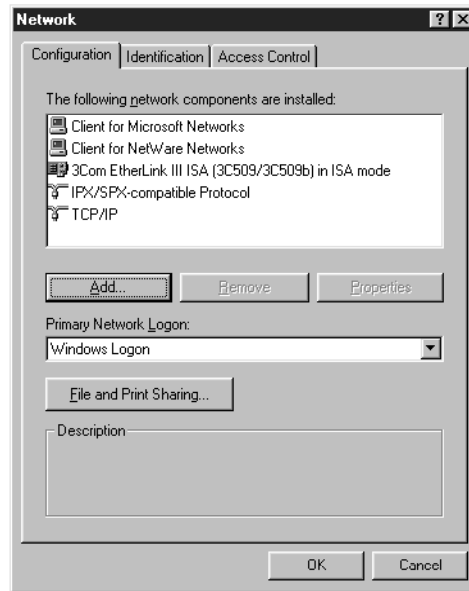 Network
Configuration Identification Access Control
The following network components are installed:
Client for Microsoft Networks
Client for NetWare Networks
3Com EtherLink III ISA (3C509/3C509b) in ISA mode
IPX/SPX-compatible Protocol
TCP/IP
Add... Remove Properties
Primary Network Logon:
Windows Logon
File and Print Sharing...
Description
OK Cancel